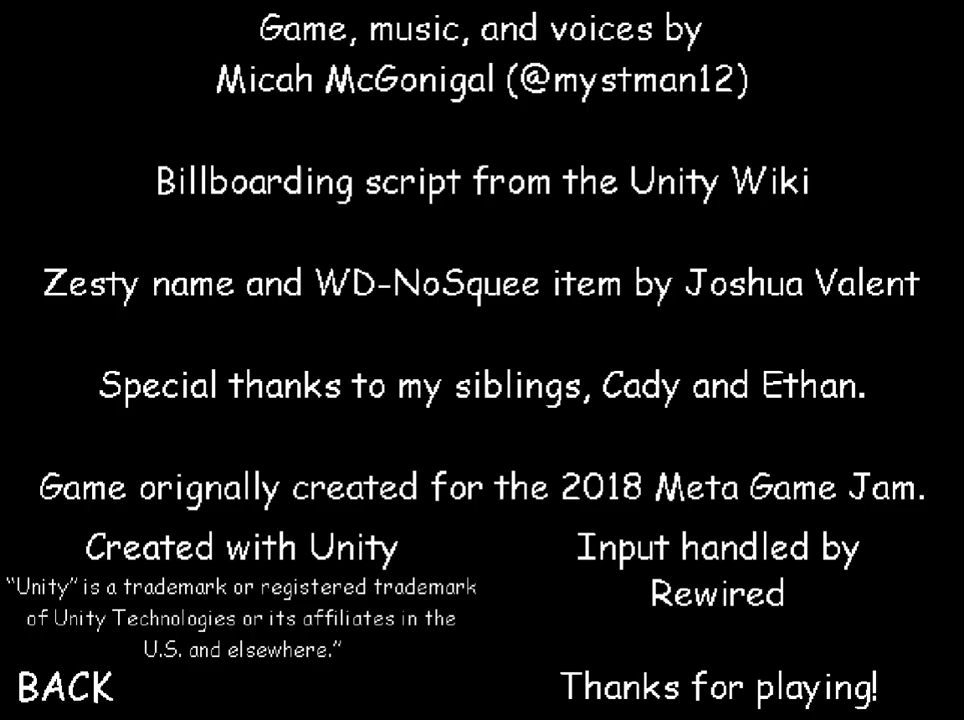 Game, music, and voices by
Micah McGonigal (@mystman12)
Billboarding script from the Unity Wiki
Zesty name and WD-NoSquee item by Joshua Valent
Special thanks to my siblings, Cady and Ethan.
Game orignally created for the 2018 Meta Game Jam.
Created with Unity
"Unity" is a trademark or registered trademark
of Unity Technologies or its affiliates in the
U.S. and elsewhere."
Input handled by
Rewired
BACK
Thanks for playing!